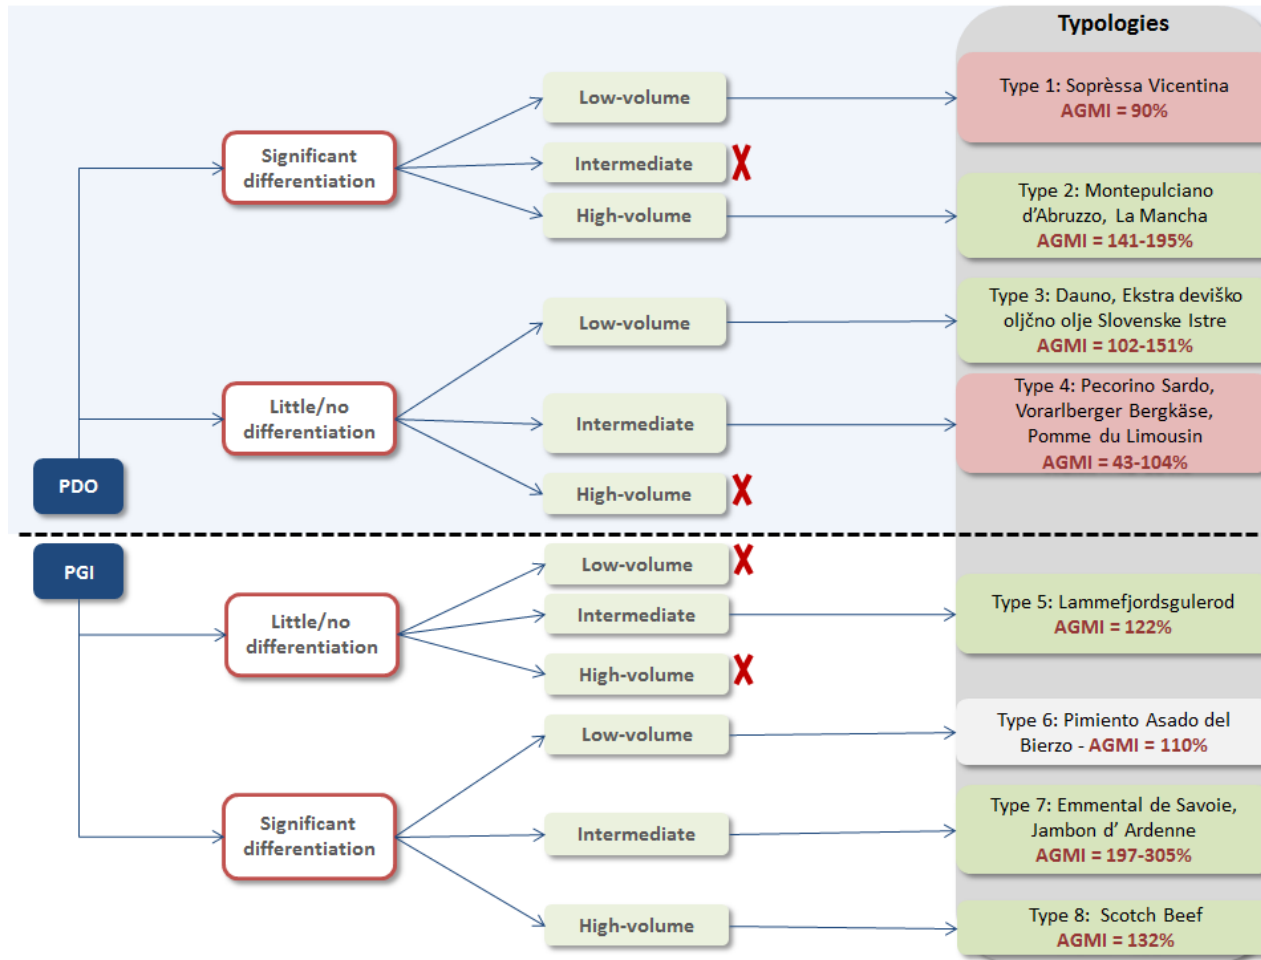 Typologies
Low-volume
Type 1: Soprèssa Vicentina
AGMI = 90%
Significant
differentiation
Intermediate
X
High-volume
Type 2: Montepulciano
d'Abruzzo, La Mancha
AGMI = 141-195%
Low-volume
Type 3: Dauno, Ekstra deviško
oljčno olje Slovenske Istre
AGMI = 102-151%
Little/no
differentiation
Intermediate
Type 4: Pecorino Sardo,
Vorarlberger Bergkäse,
Pomme du Limousin
AGMI = 43-104%
High-volume
X
PDO
PGI
Low-volume
X
Little/no
differentiation
Intermediate
Type 5: Lammefjordsgulerod
AGMI = 122%
High-volume
X
Low-volume
Type 6: Pimiento Asado del
Bierzo - AGMI = 110%
Significant
differentiation
Intermediate
Type 7: Emmental de Savoie,
Jambon d' Ardenne
AGMI = 197-305%
High-volume
Type 8:  Scotch Beef
AGMI = 132%